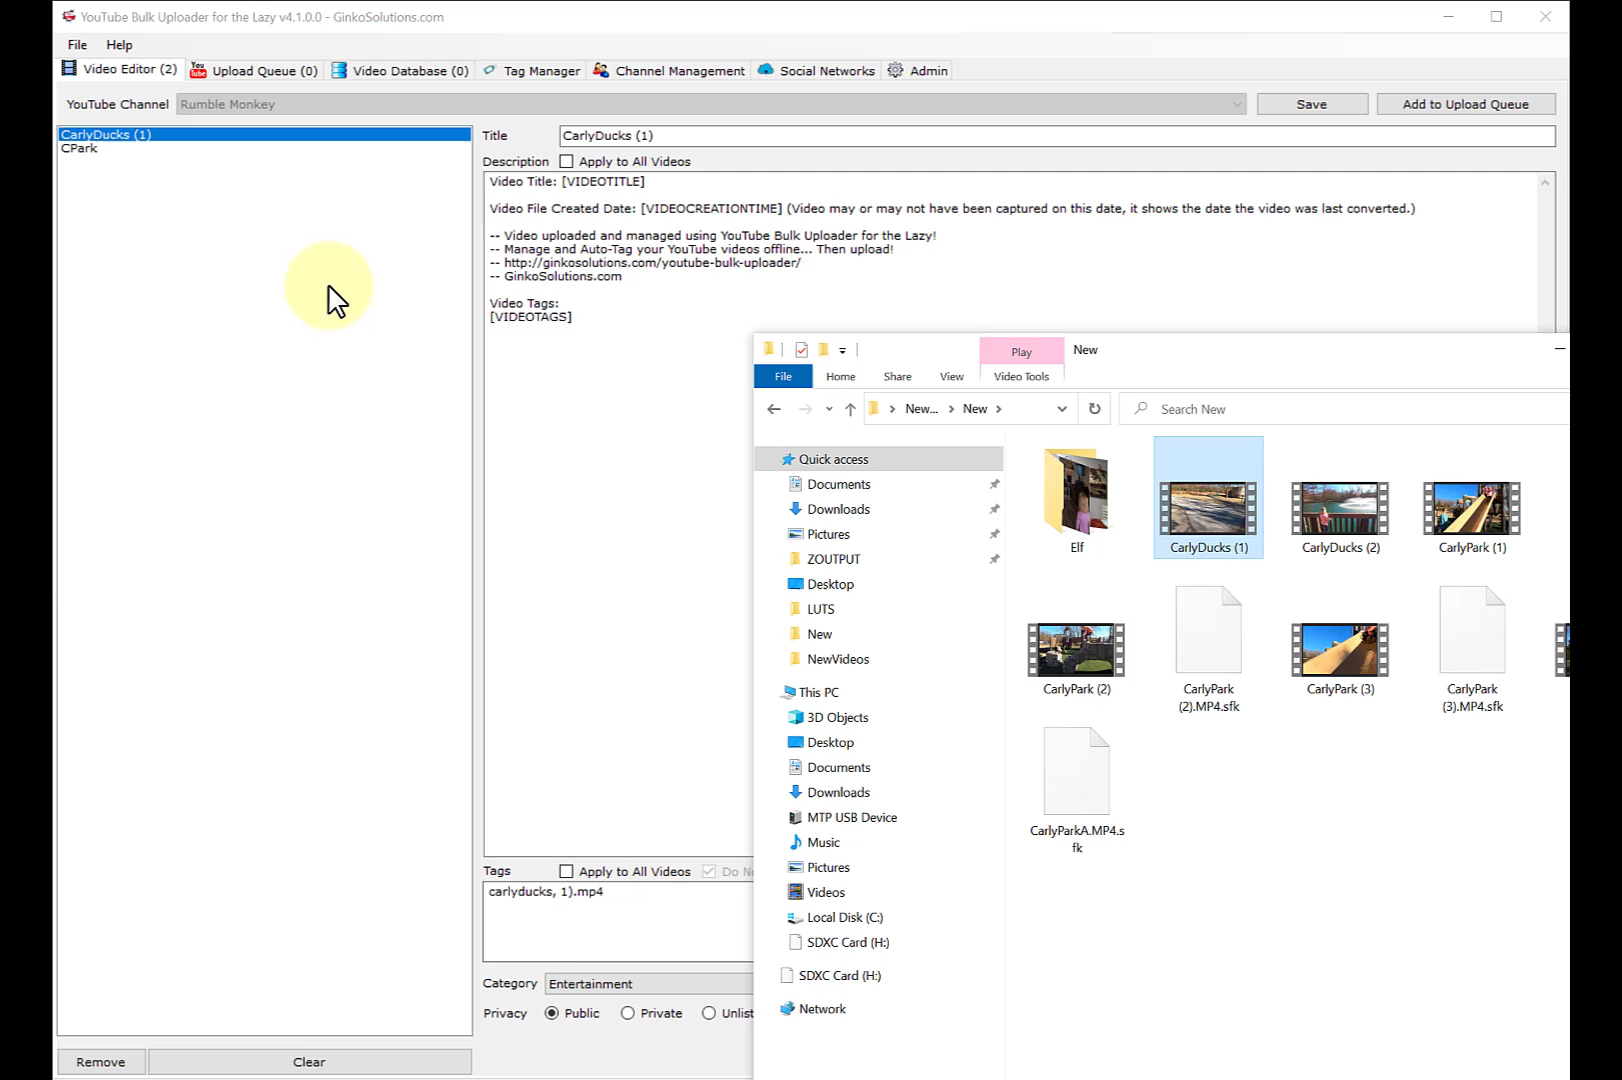 YouTube Bulk Uploader for the Lazy v4.1.0.0 - GinkoSolutions.com
File Help
Video Editor (2) You Tube Upload Queue (0) Video Database (0) Tag Manager Channel Management Social Networks Admin
YouTube Channel Rumble Monkey Save Add to Upload Queue
CarlyDucks (1)
CPark
Title CarlyDucks (1)
Description Apply to All Videos
Video Title: [VIDEOTITLE]
Video File Created Date: [VIDEOCREATIONTIME] (Video may or may not have been captured on this date, it shows the date the video was last converted.)
-- Video uploaded and managed using YouTube Bulk Uploader for the Lazy!
-- Manage and Auto-Tag your YouTube videos offline... Then upload!
-- http://ginkosolutions.com/youtube-bulk-uploader/
-- GinkoSolutions.com
Video Tags:
[VIDEOTAGS]
Tags Apply to All Videos Do N
carlyducks, 1).mp4
Category Entertainment
Privacy Public Private Unlist
Remove Clear
Play New
File Home Share View Video Tools
New... New Search New
Quick access
Documents
Downloads
Pictures
ZOUTPUT
Desktop
LUTS
New
NewVideos
This PC
3D Objects
Desktop
Documents
Downloads
MTP USB Device
Music
Pictures
Videos
Local Disk (C:)
SDXC Card (H:)
SDXC Card (H:)
Network
Elf CarlyDucks (1) CarlyDucks (2) CarlyPark (1)
CarlyPark (2) CarlyPark (2).MP4.sfk CarlyPark (3) CarlyPark (3).MP4.sfk
CarlyParkA.MP4.s
fk